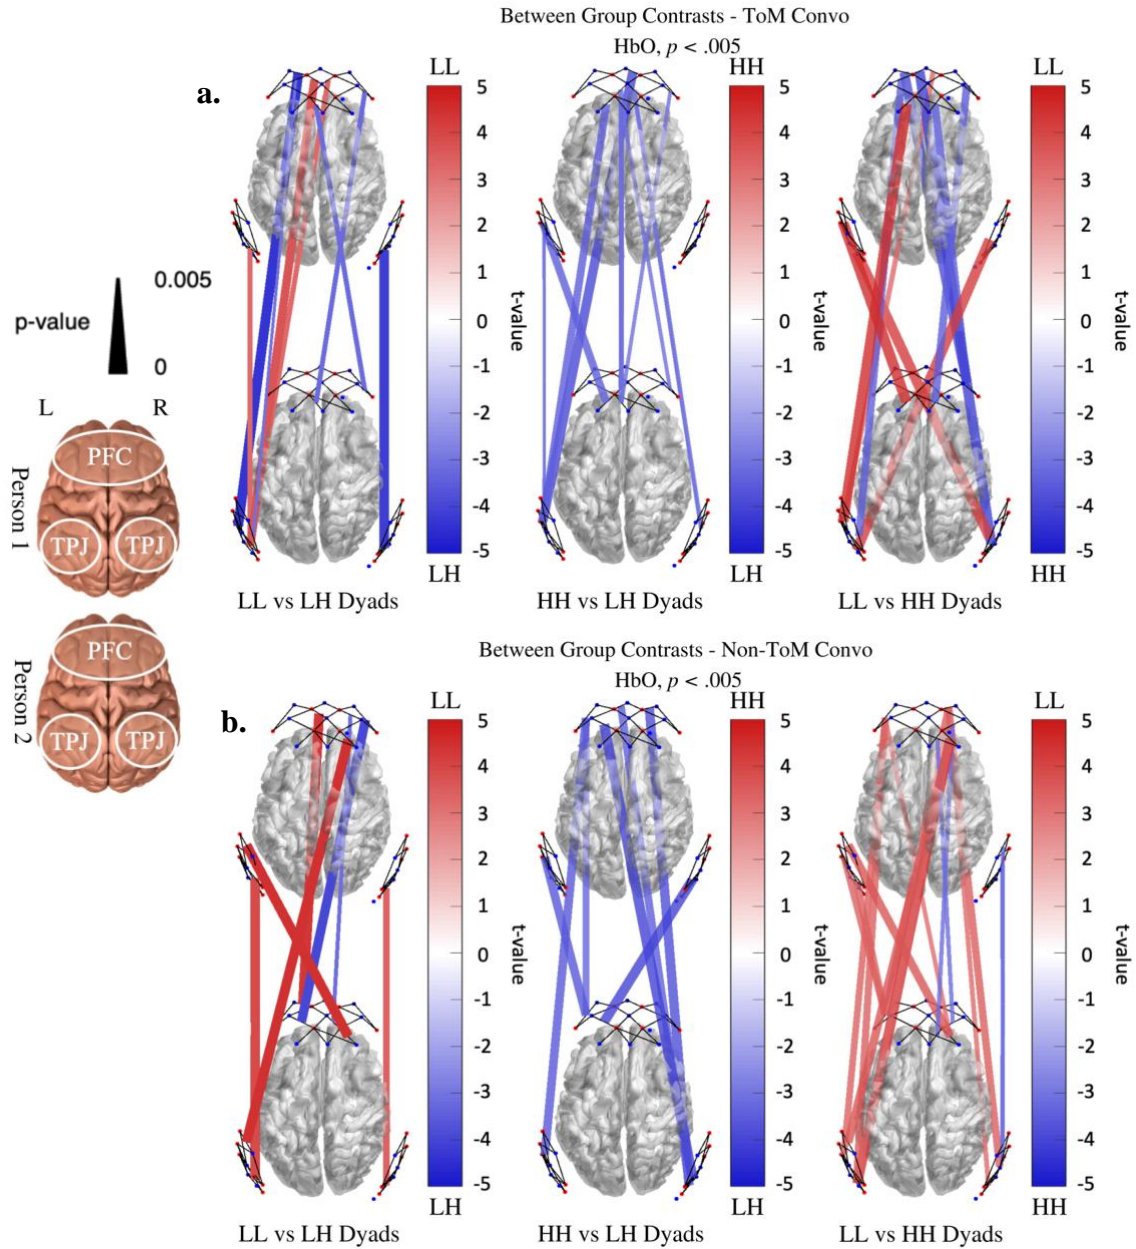 Between Group Contrasts - ToM Convo
HbO, p < .005
a.
LL
5
4
3
2
1
0
-1
-2
-3
-4
-5
LH
t-value
LL vs LH Dyads
HH
5
4
3
2
1
0
-1
-2
-3
-4
-5
LH
t-value
HH vs LH Dyads
LL
5
4
3
2
1
0
-1
-2
-3
-4
-5
HH
t-value
LL vs HH Dyads
p-value
0.005
0
L R
Person 1
PFC
TPJ TPJ
Person 2
PFC
TPJ TPJ
Between Group Contrasts - Non-ToM Convo
HbO, p < .005
b.
LL
5
4
3
2
1
0
-1
-2
-3
-4
-5
LH
t-value
LL vs LH Dyads
HH
5
4
3
2
1
0
-1
-2
-3
-4
-5
LH
t-value
HH vs LH Dyads
LL
5
4
3
2
1
0
-1
-2
-3
-4
-5
HH
t-value
LL vs HH Dyads